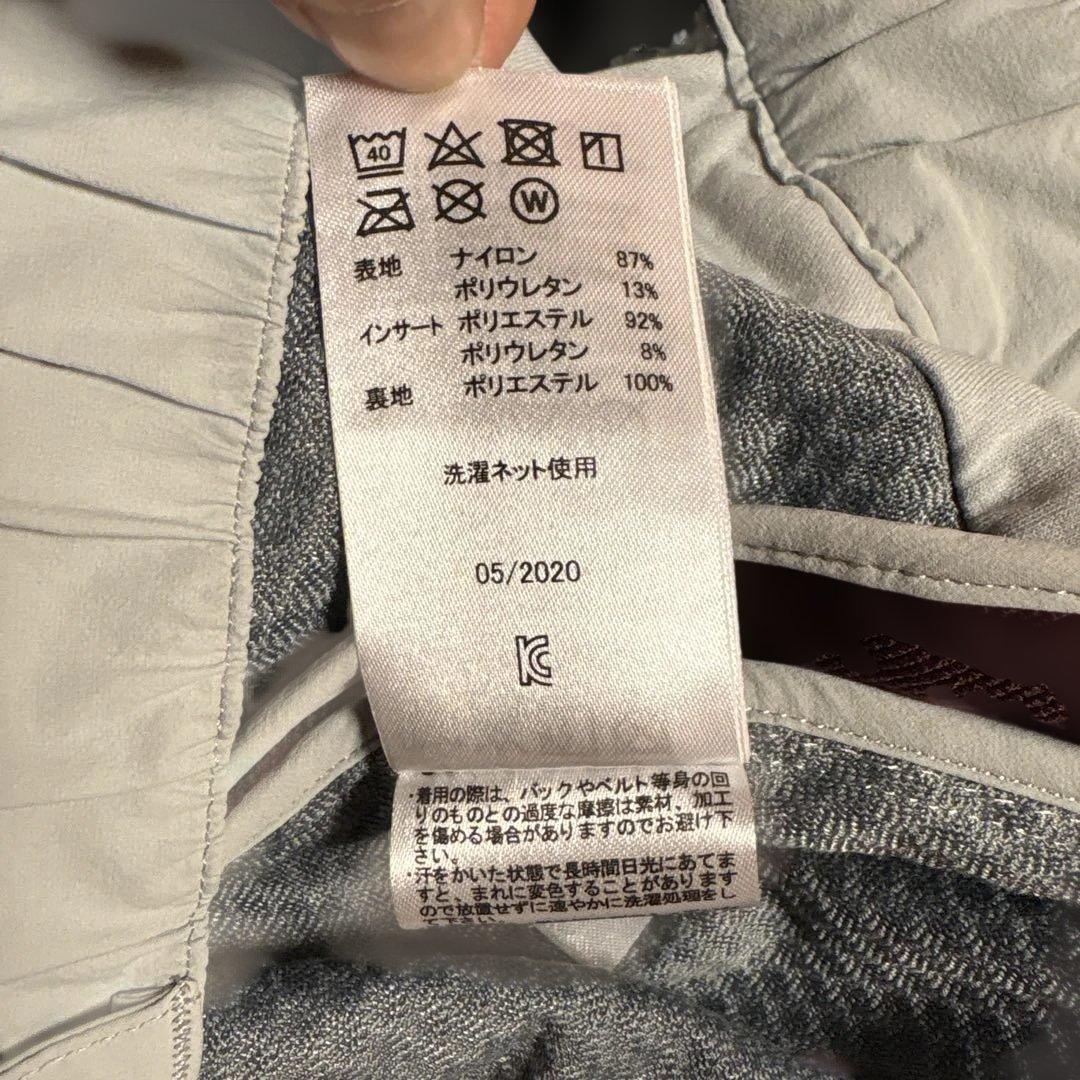 40
W
表地 ナイロン 87%
ポリウレタン 13%
インサート ポリエステル 92%
ポリウレタン 8%
裏地 ポリエステル 100%
洗濯ネット使用
05/2020
KC
・着用の際は、バックやベルト等身の回
りのものとの過度な摩擦は素材、加工
を傷める場合がありますのでお避け下
さい。
・汗をかいた状態で長時間日光にあてま
すと、まれに変色することがあります
ので放置せずに速やかに洗濯処理をし
て下さい。